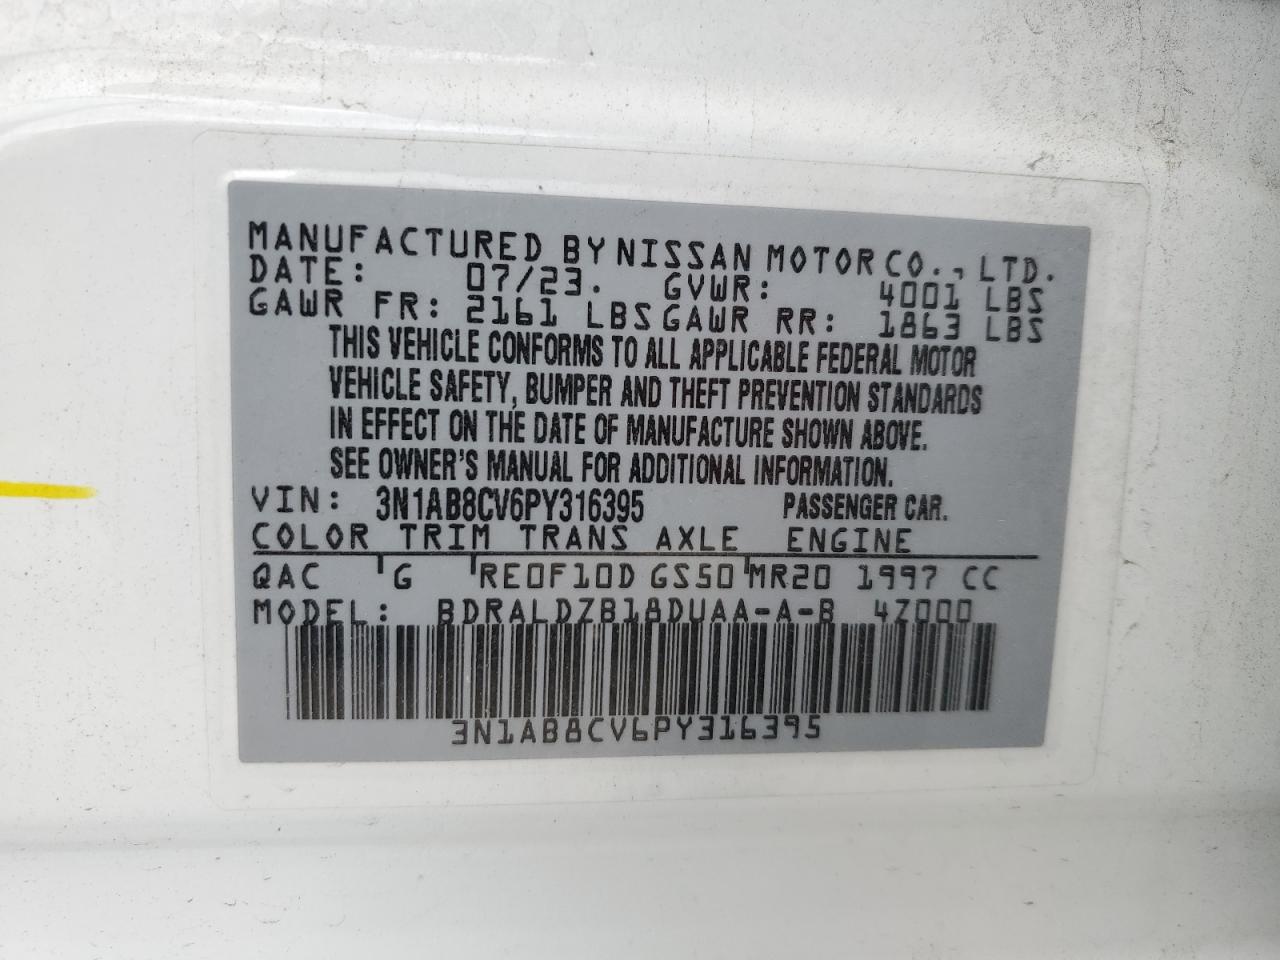 MANUFACTURED BY NISSAN MOTOR CO., LTD.
DATE: 07/23. GVWR: 4001 LBS
GAWR FR: 2161 LBS GAWR RR: 1863 LBS
THIS VEHICLE CONFORMS TO ALL APPLICABLE FEDERAL MOTOR
VEHICLE SAFETY, BUMPER AND THEFT PREVENTION STANDARDS
IN EFFECT ON THE DATE OF MANUFACTURE SHOWN ABOVE.
SEE OWNER'S MANUAL FOR ADDITIONAL INFORMATION.
VIN: 3N1AB8CV6PY316395 PASSENGER CAR.
COLOR TRIM TRANS AXLE ENGINE
QAC G RE0F10D GS50 MR20 1997 CC
MODEL: BDRALDZB18DUAA-A-B 4Z000
3N1AB8CV6PY316395